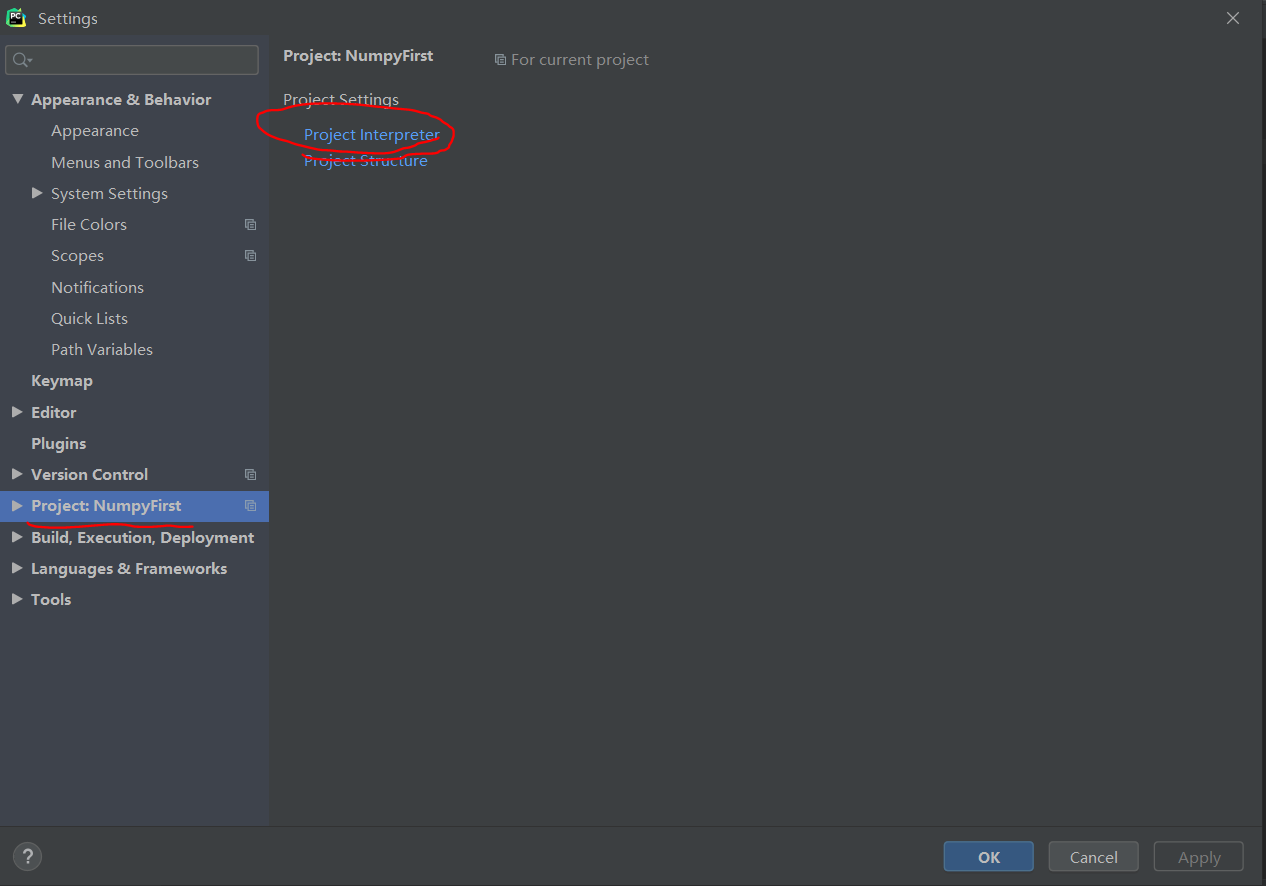 PC
Settings
Appearance & Behavior
Appearance
Menus and Toolbars
System Settings
File Colors
Scopes
Notifications
Quick Lists
Path Variables
Keymap
Editor
Plugins
Version Control
Project: NumpyFirst
Build, Execution, Deployment
Languages & Frameworks
Tools
Project: NumpyFirst
For current project
Project Settings
Project Interpreter
Project Structure
?
OK
Cancel
Apply